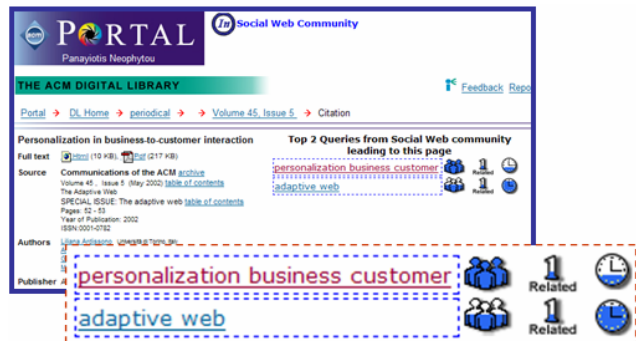 acm PORTAL
Panayiotis Neophytou
In Social Web Community
THE ACM DIGITAL LIBRARY
Feedback Repo
Portal → DL Home → periodical → → Volume 45, Issue 5 → Citation
Personalization in business-to-customer interaction
Full text Html (10 KB), Pdf (217 KB)
Source Communications of the ACM archive
Volume 45 , Issue 5 (May 2002) table of contents
The Adaptive Web
SPECIAL ISSUE: The adaptive web table of contents
Pages: 52 - 53
Year of Publication: 2002
ISSN:0001-0782
Authors Liliana Ardissono
Publisher A
Top 2 Queries from Social Web community
leading to this page
personalization business customer 1 Related
adaptive web 1 Related
personalization business customer 1 Related
adaptive web 1 Related